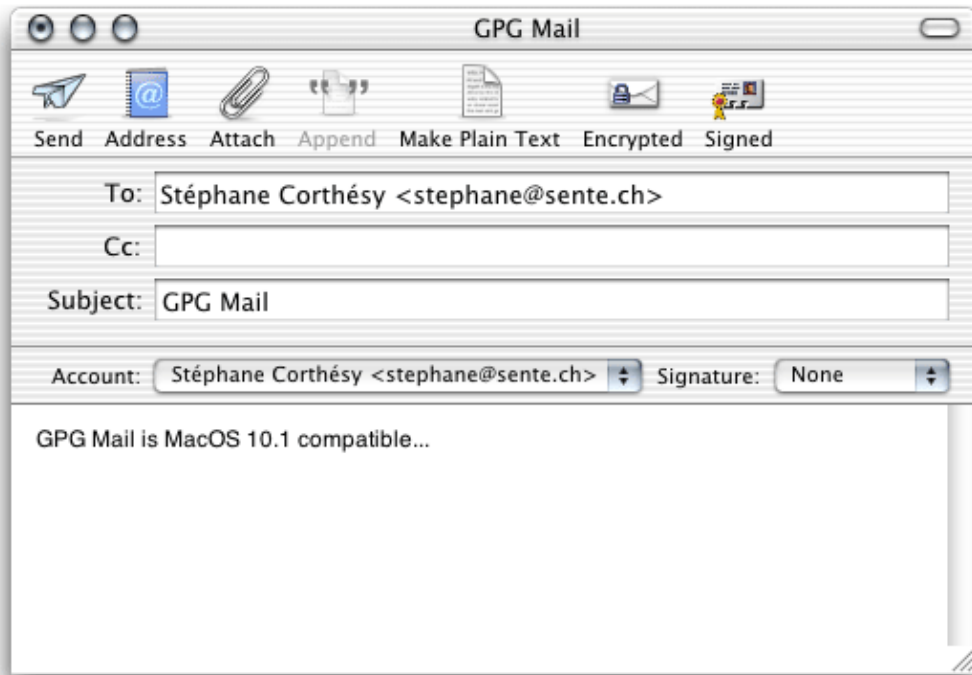 GPG Mail
Send Address Attach Append Make Plain Text Encrypted Signed
To: Stéphane Corthésy <stephane@sente.ch>
Cc:
Subject: GPG Mail
Account: Stéphane Corthésy <stephane@sente.ch> Signature: None
GPG Mail is MacOS 10.1 compatible...